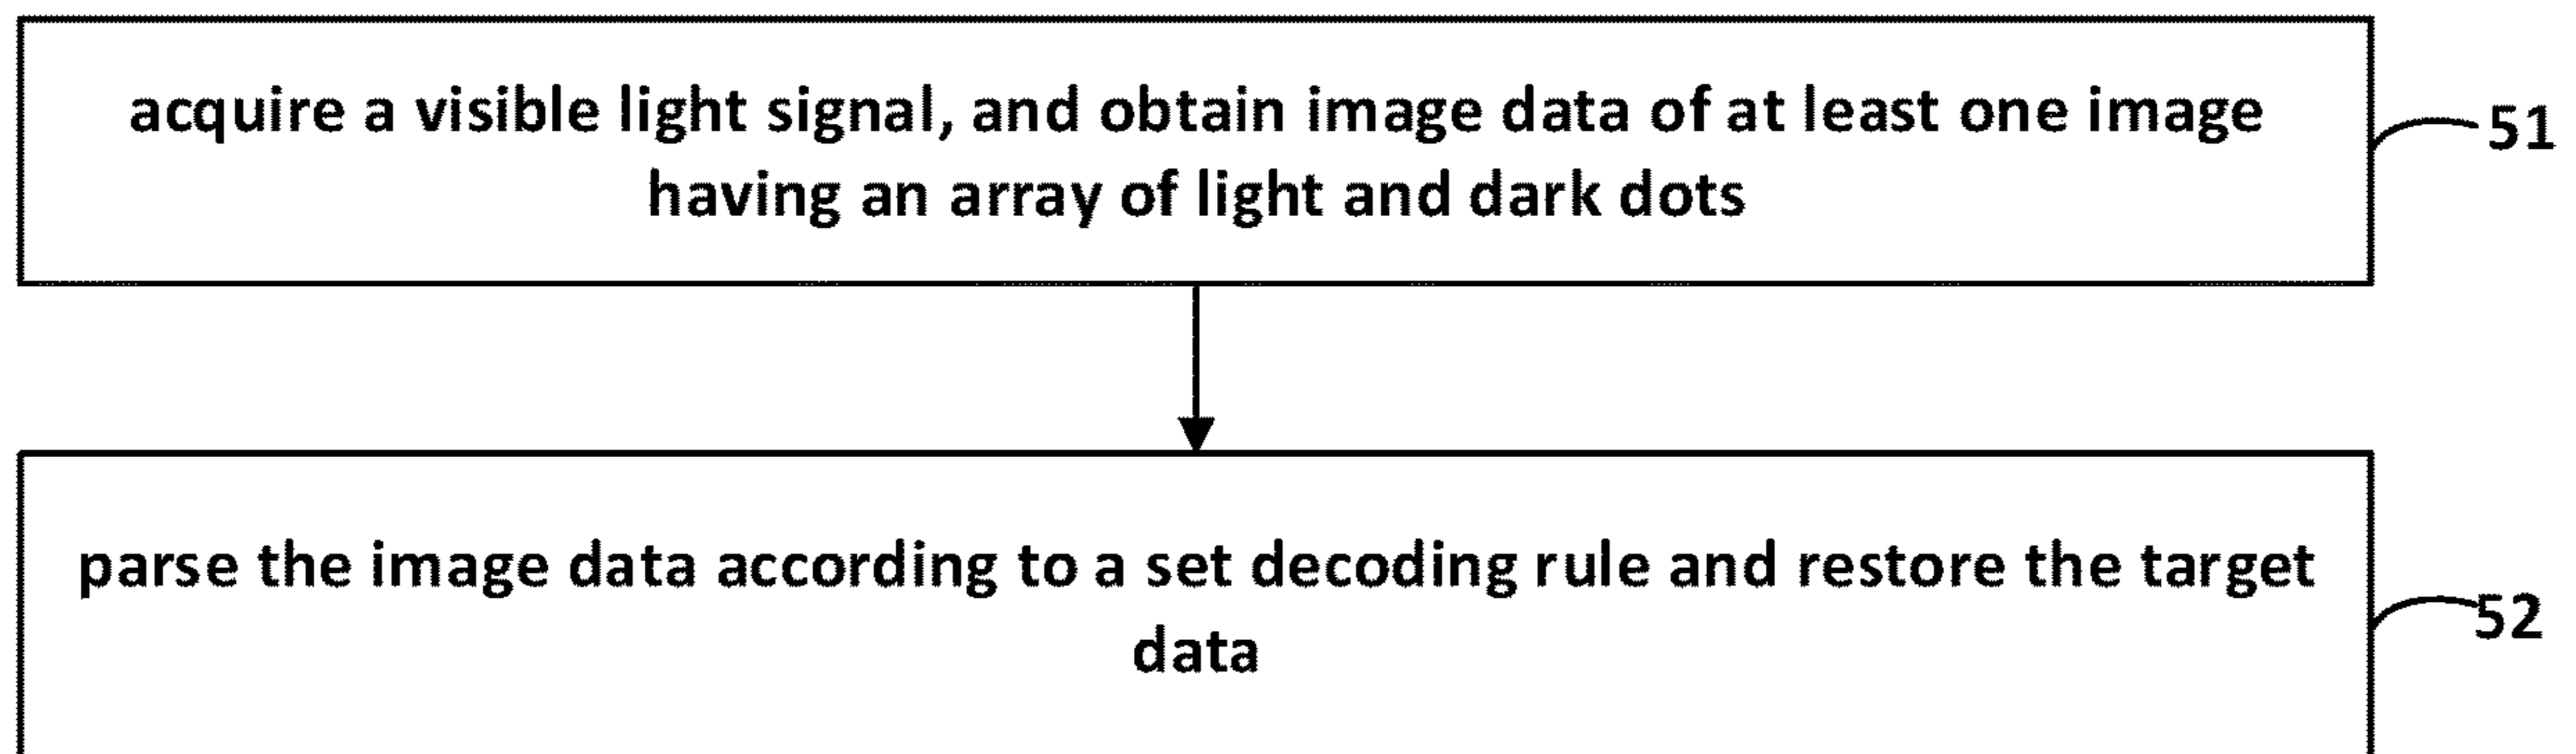 acquire a visible light signal, and obtain image data of at least one image
having an array of light and dark dots
51
parse the image data according to a set decoding rule and restore the target
data
52